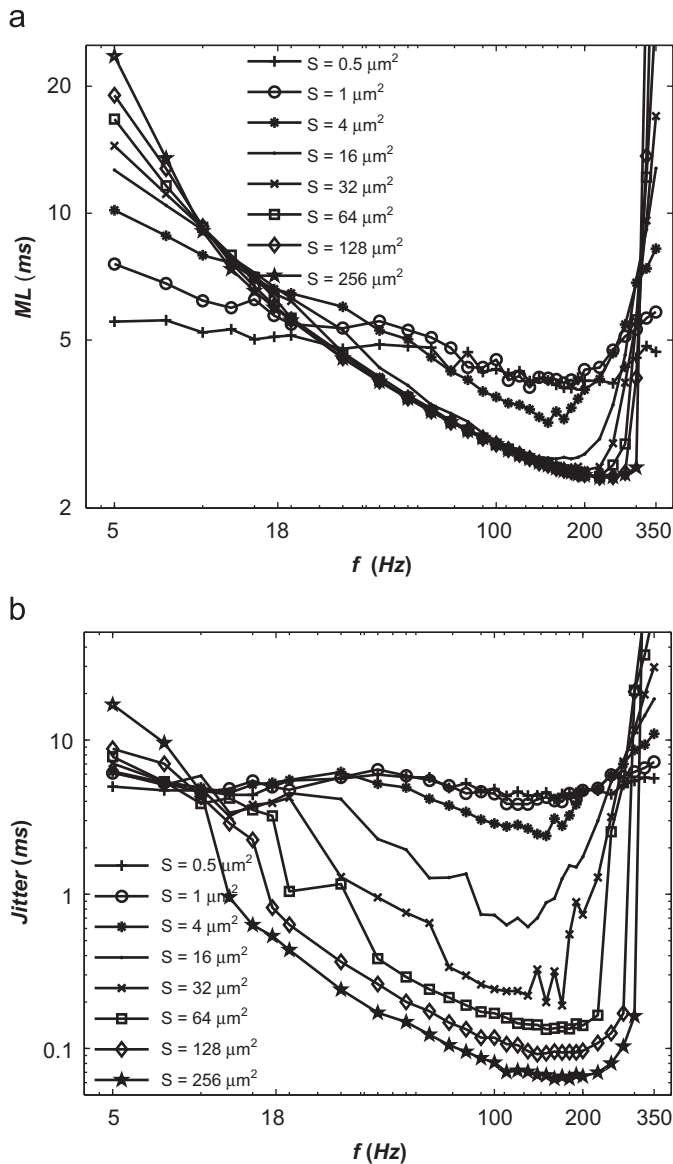 a
20
10
5
2
ML (ms)
S = 0.5 μm²
S = 1 μm²
S = 4 μm²
S = 16 μm²
S = 32 μm²
S = 64 μm²
S = 128 μm²
S = 256 μm²
5 18 100 200 350
f (Hz)
b
10
1
0.1
Jitter (ms)
S = 0.5 μm²
S = 1 μm²
S = 4 μm²
S = 16 μm²
S = 32 μm²
S = 64 μm²
S = 128 μm²
S = 256 μm²
5 18 100 200 350
f (Hz)